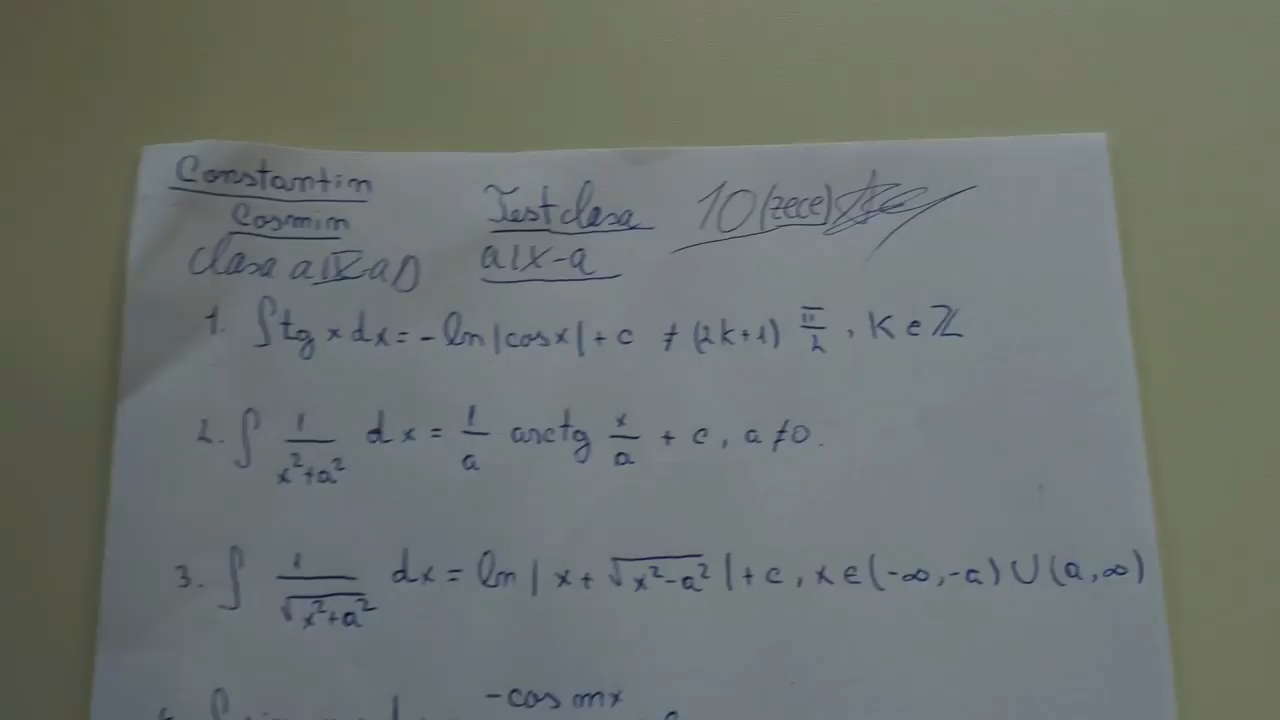 Constantin
Cosmin
clasa a IX-a D
Test clasa
a IX-a
10 (zece)
1. ∫tg x dx = -ln|cosx| + c ≠ (2k+1) π/2, K ∈ ℤ
2. ∫ 1/(x²+a²) dx = 1/a arctg x/a + c, a ≠ 0.
3. ∫ 1/√(x²+a²) dx = ln|x + √(x²-a²)| + c, x ∈ (-∞, -a) ∪ (a, ∞)
-cos mx